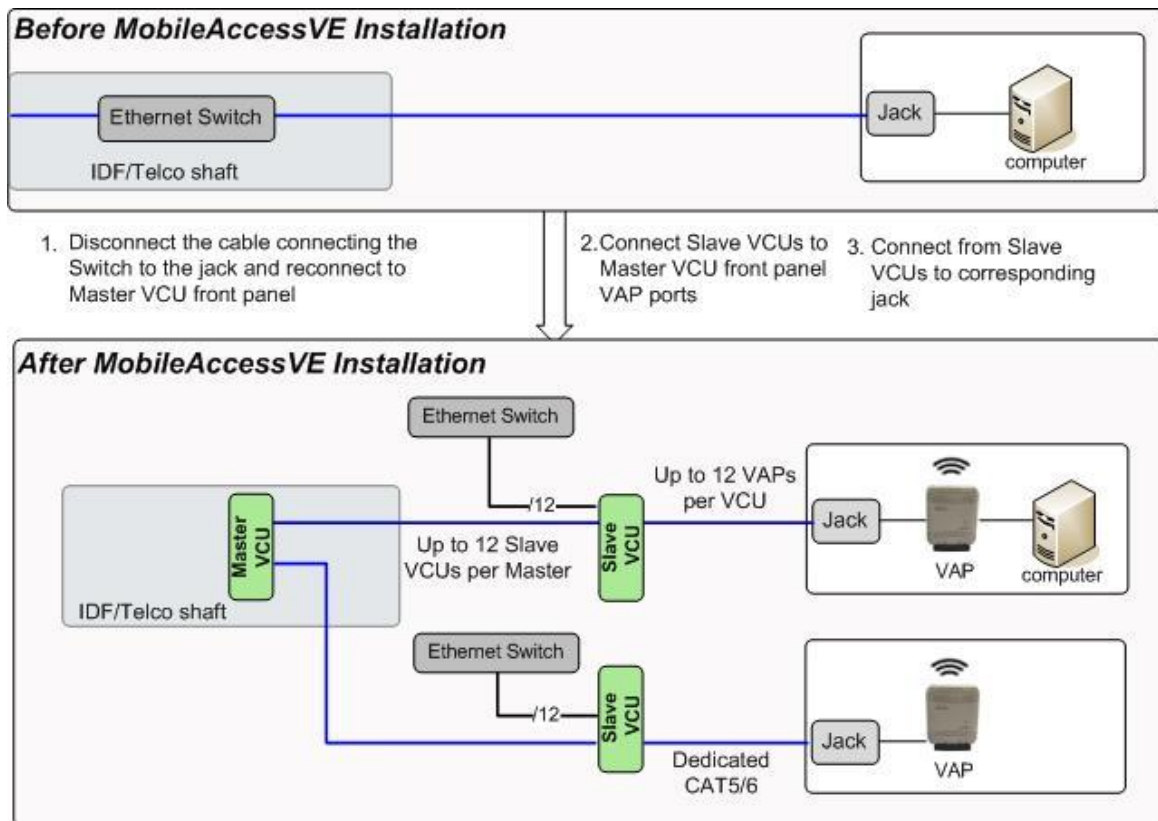 Before MobileAccessVE Installation
Ethernet Switch
IDF/Telco shaft
Jack
computer
1. Disconnect the cable connecting the
Switch to the jack and reconnect to
Master VCU front panel
2.Connect Slave VCUs to
Master VCU front panel
VAP ports
3. Connect from Slave
VCUs to corresponding
jack
After MobileAccessVE Installation
Ethernet Switch
/12
Master
VCU
IDF/Telco shaft
Up to 12 Slave
VCUs per Master
Slave
VCU
Up to 12 VAPs
per VCU
Jack
VAP
computer
Ethernet Switch
/12
Slave
VCU
Dedicated
CAT5/6
Jack
VAP